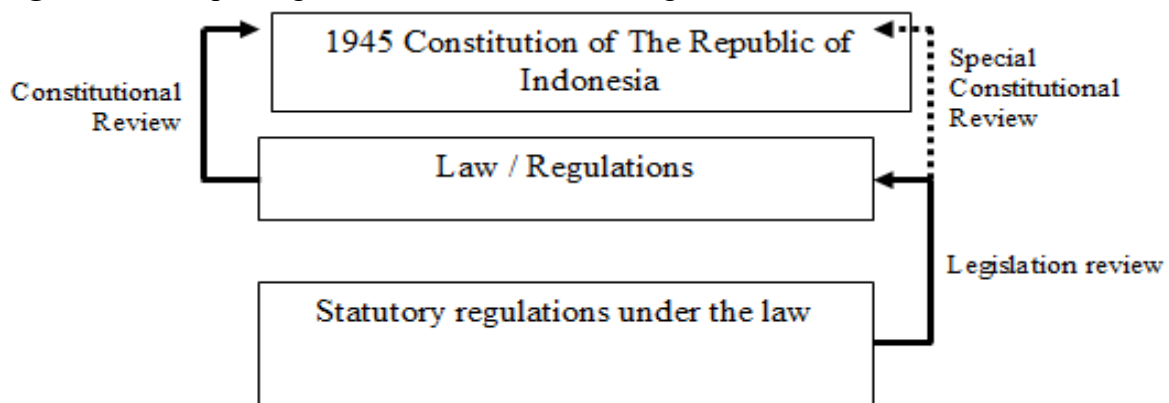 1945 Constitution of The Republic of
Indonesia
Special
Constitutional
Review
Constitutional
Review
Law / Regulations
Legislation review
Statutory regulations under the law